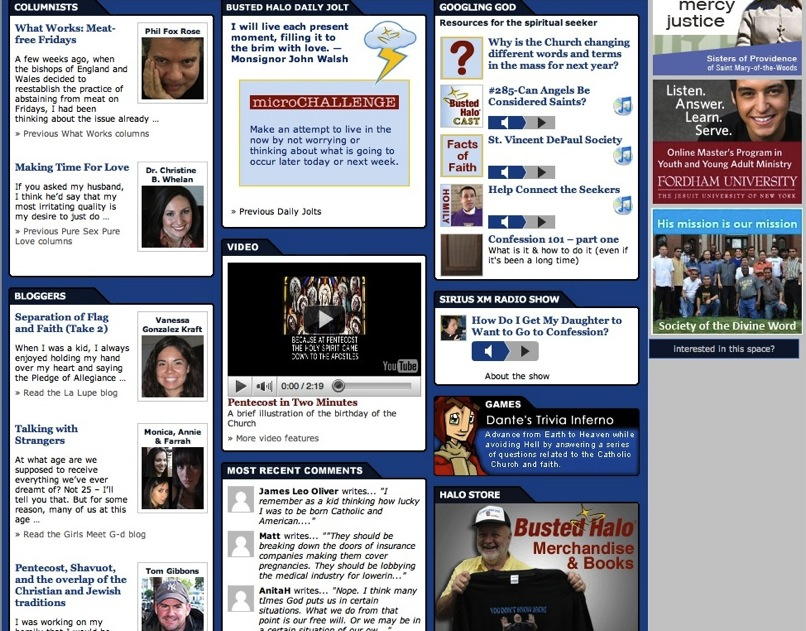 COLUMNISTS
What Works: Meat-
free Fridays
Phil Fox Rose
A few weeks ago, when
the bishops of England and
Wales decided to
reestablish the practice of
abstaining from meat on
Fridays, I had been
thinking about the issue already ...
» Previous What Works columns
Making Time For Love
Dr. Christine
B. Whelan
If you asked my husband,
I think he'd say that my
most irritating quality is
my desire to just do ...
» Previous Pure Sex Pure
Love columns
BLOGGERS
Separation of Flag
and Faith (Take 2)
Vanessa
Gonzalez Kraft
When I was a kid, I always
enjoyed holding my hand
over my heart and saying
the Pledge of Allegiance ...
» Read the La Lupe blog
Talking with
Strangers
Monica, Annie
& Farrah
At what age are we
supposed to receive
everything we've ever
dreamt of? Not 25 – I'll
tell you that. But for some
reason, many of us at this
age ...
» Read the Girls Meet G-d blog
Pentecost, Shavuot,
and the overlap of the
Christian and Jewish
traditions
Tom Gibbons
I was working on my
BUSTED HALO DAILY JOLT
I will live each present
moment, filling it to
the brim with love. —
Monsignor John Walsh
microCHALLENGE
Make an attempt to live in the
now by not worrying or
thinking about what is going to
occur later today or next week.
» Previous Daily Jolts
VIDEO
BECAUSE AT PENTECOST
THE HOLY SPIRIT CAME
DOWN TO THE APOSTLES
YouTube
0:00 / 2:19
Pentecost in Two Minutes
A brief illustration of the birthday of the
Church
» More video features
MOST RECENT COMMENTS
James Leo Oliver writes... "I
remember as a kid thinking how lucky
I was to be born Catholic and
American...."
Matt writes... ""They should be
breaking down the doors of insurance
companies making them cover
pregnancies. They should be lobbying
the medical industry for lowerin..."
AnitaH writes... "Nope. I think many
tImes God puts us in certain
situations. What we do from that
point is our free will. Or we may be
in a certain situation of our ow..."
GOOGLING GOD
Resources for the spiritual seeker
?
Why is the Church changing
different words and terms
in the mass for next year?
Busted
Halo
CAST
#285-Can Angels Be
Considered Saints?
Facts
of
Faith
St. Vincent DePaul Society
HOMILY
Help Connect the Seekers
Confession 101 – part one
What is it & how to do it (even if
it's been a long time)
SIRIUS XM RADIO SHOW
How Do I Get My Daughter to
Want to Go to Confession?
About the show
GAMES
Dante's Trivia Inferno
Advance from Earth to Heaven while
avoiding Hell by answering a series
of questions related to the Catholic
Church and faith.
HALO STORE
Busted Halo
Merchandise
& Books
YOU DON'T KNOW JACK!
mercy
justice
Sisters of Providence
of Saint Mary-of-the-Woods
Listen.
Answer.
Learn.
Serve.
Online Master's Program in
Youth and Young Adult Ministry
FORDHAM UNIVERSITY
THE JESUIT UNIVERSITY OF NEW YORK
His mission is our mission
Society of the Divine Word
interested in this space?